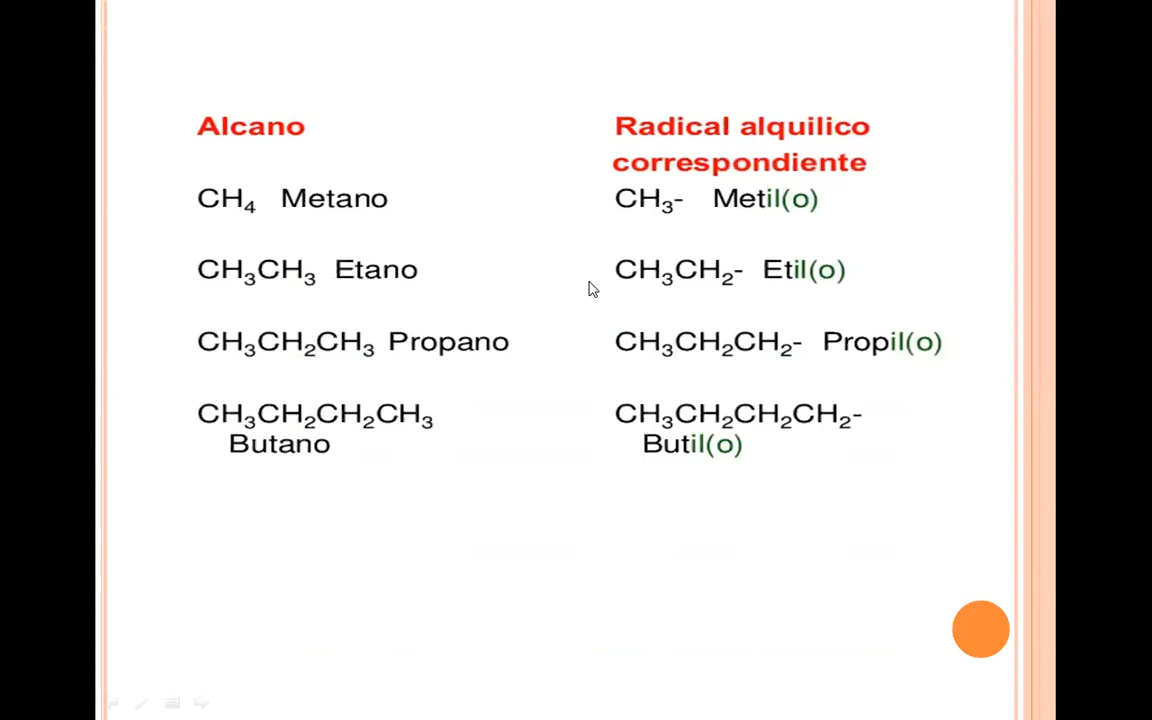 Alcano Radical alquilico
correspondiente
CH₄ Metano CH₃- Metil(o)
CH₃CH₃ Etano CH₃CH₂- Etil(o)
CH₃CH₂CH₃ Propano CH₃CH₂CH₂- Propil(o)
CH₃CH₂CH₂CH₃ CH₃CH₂CH₂CH₂-
Butano Butil(o)